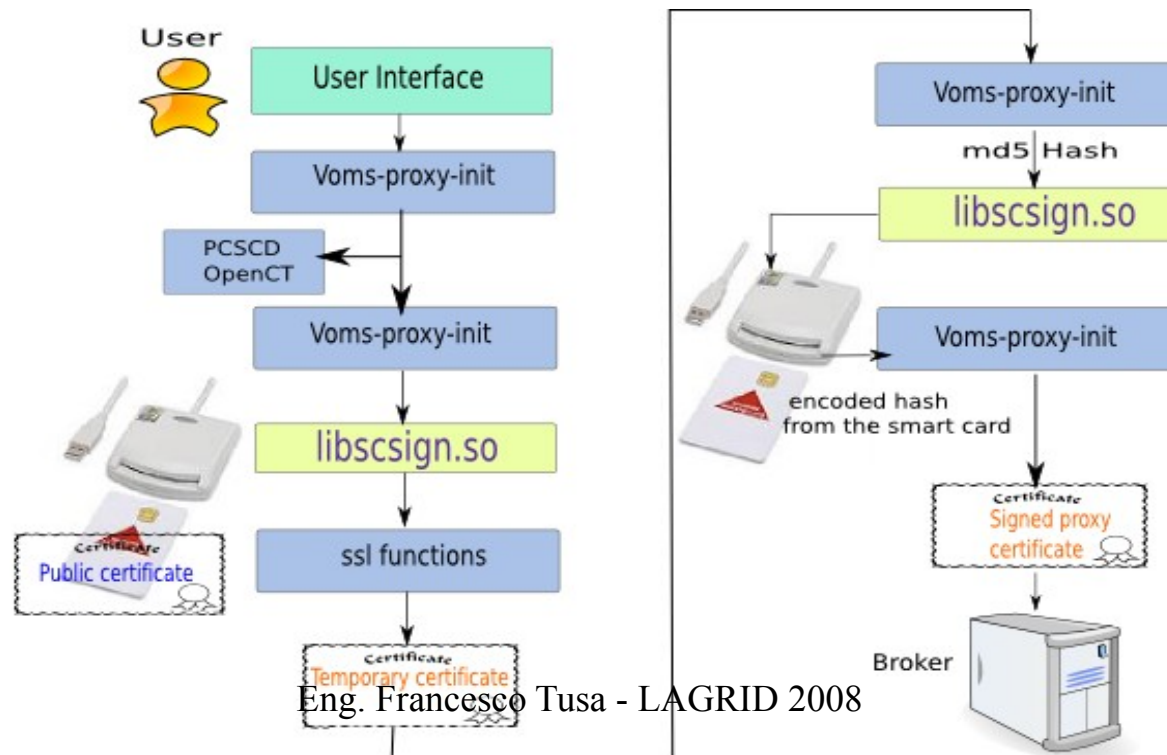 User
User Interface
Voms-proxy-init
PCSCD
OpenCT
Voms-proxy-init
libscsign.so
Certificate
Public certificate
ssl functions
Certificate
Temporary certificate
Voms-proxy-init
md5 Hash
libscsign.so
Voms-proxy-init
encoded hash
from the smart card
Certificate
Signed proxy
certificate
Broker
Eng. Francesco Tusa - LAGRID 2008